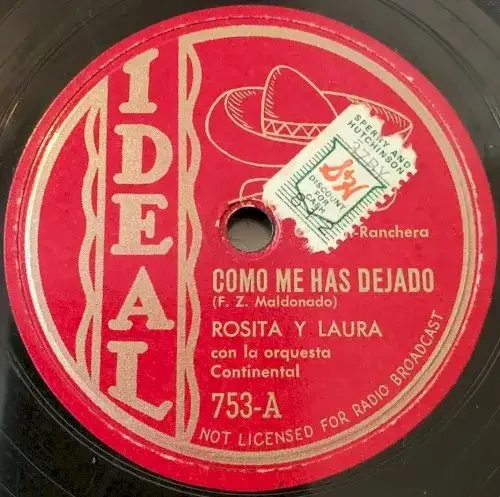 IDEAL
SPERRY AND
HUTCHINSON
S&H
DISCOUNT
FOR
CASH
-Ranchera
COMO ME HAS DEJADO
(F. Z. Maldonado)
ROSITA Y LAURA
con la orquesta
Continental
753-A
NOT LICENSED FOR RADIO BROADCAST